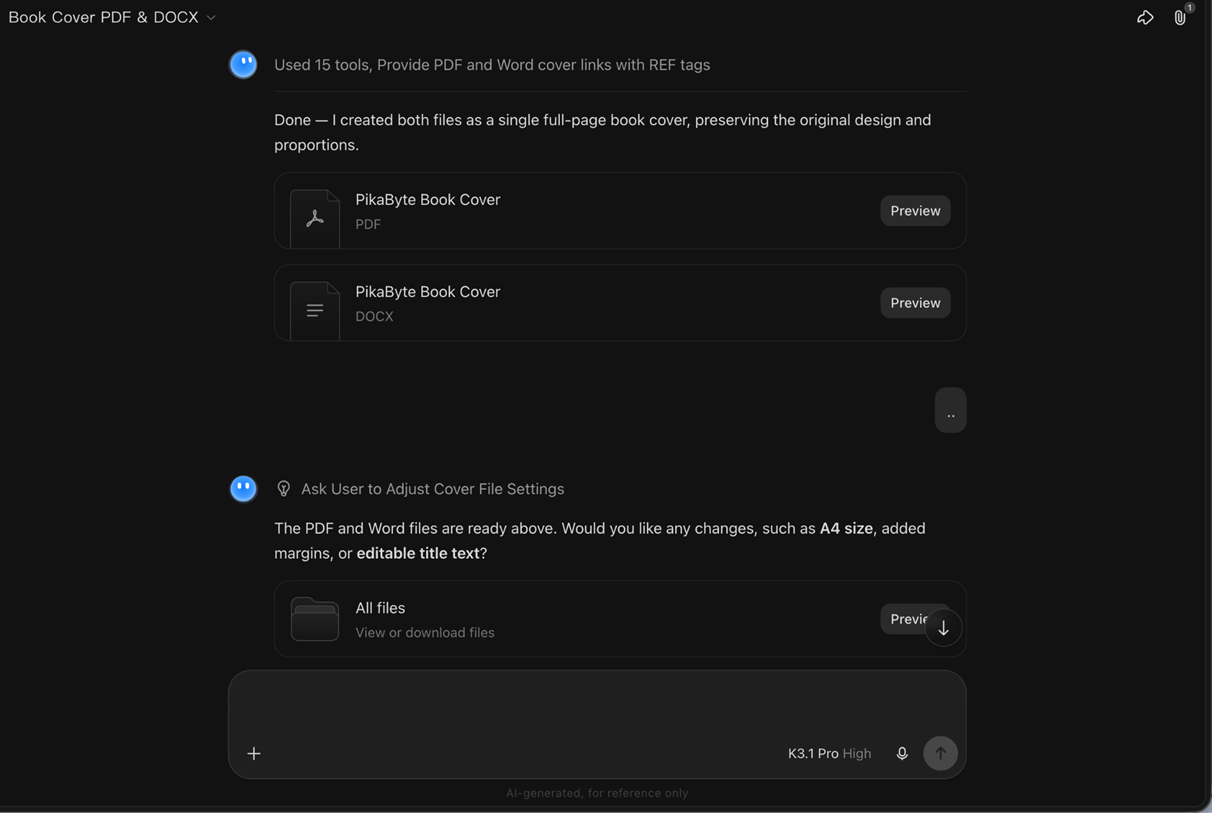 Book Cover PDF & DOCX
1
Used 15 tools, Provide PDF and Word cover links with REF tags
Done — I created both files as a single full-page book cover, preserving the original design and
proportions.
PikaByte Book Cover
PDF
Preview
PikaByte Book Cover
DOCX
Preview
..
Ask User to Adjust Cover File Settings
The PDF and Word files are ready above. Would you like any changes, such as A4 size, added
margins, or editable title text?
All files
View or download files
Previe
K3.1 Pro High
AI-generated, for reference only